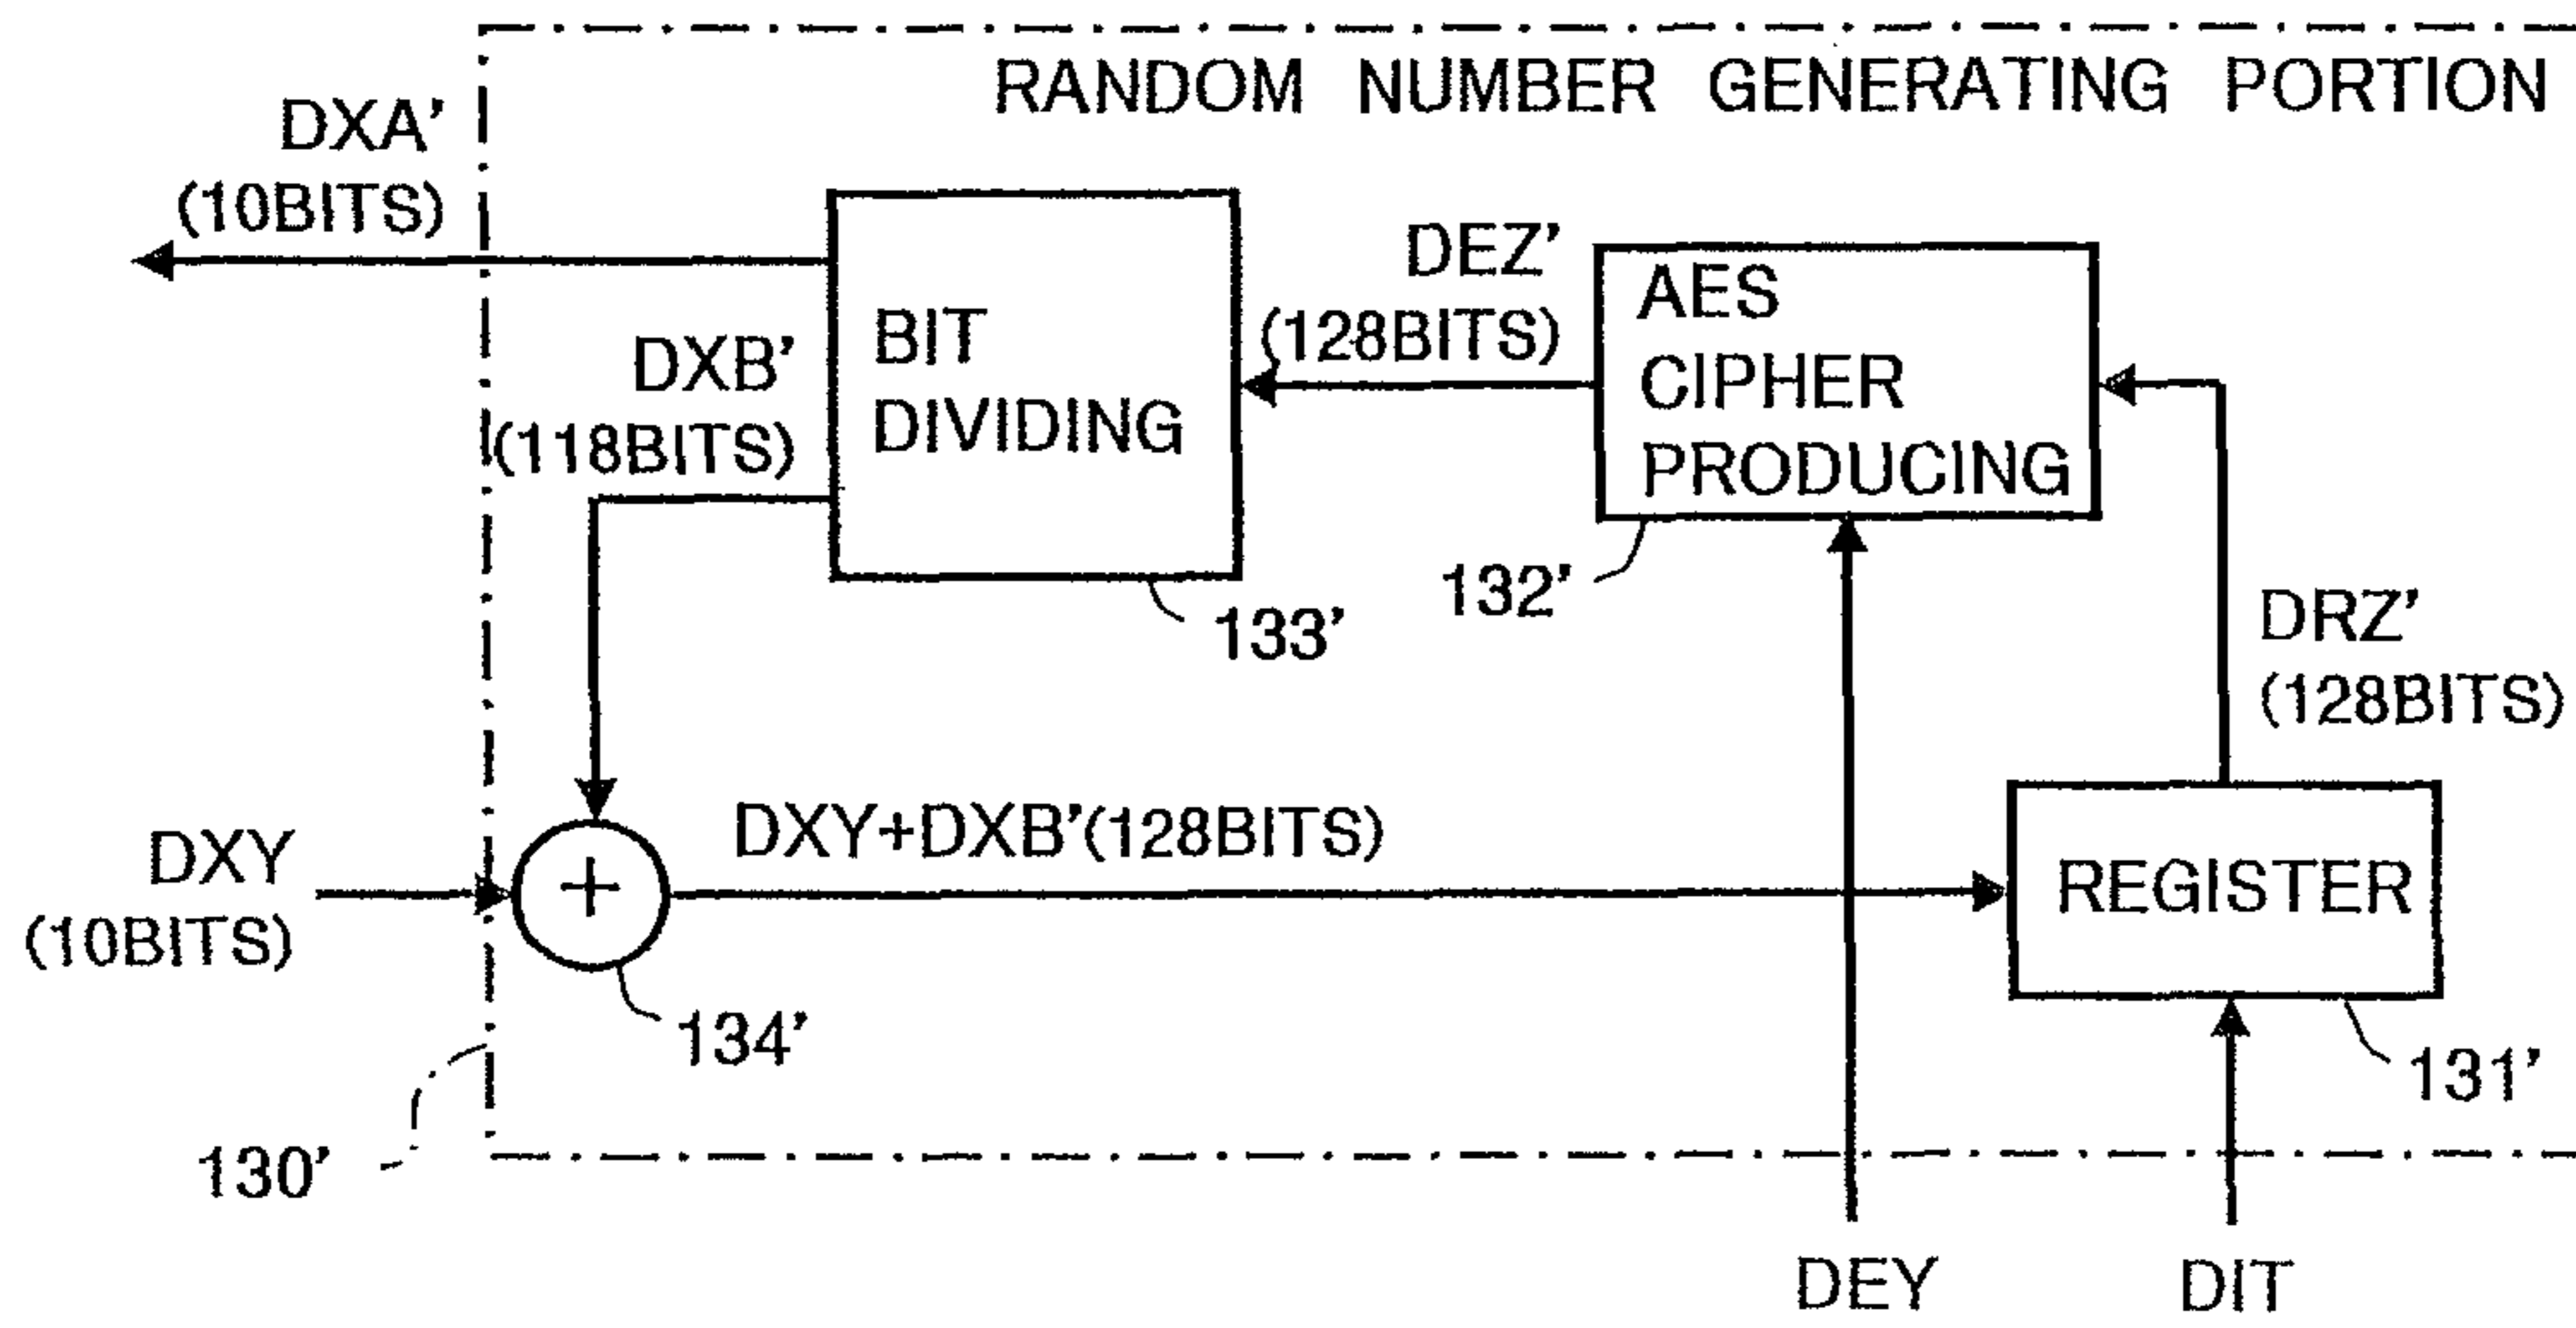 RANDOM NUMBER GENERATING PORTION
DXA'
(10BITS)
DXB'
(118BITS)
BIT
DIVIDING
DEZ'
(128BITS)
AES
CIPHER
PRODUCING
133'
132'
DRZ'
(128BITS)
DXY
(10BITS)
+
DXY+DXB'(128BITS)
REGISTER
134'
131'
130'
DEY
DIT